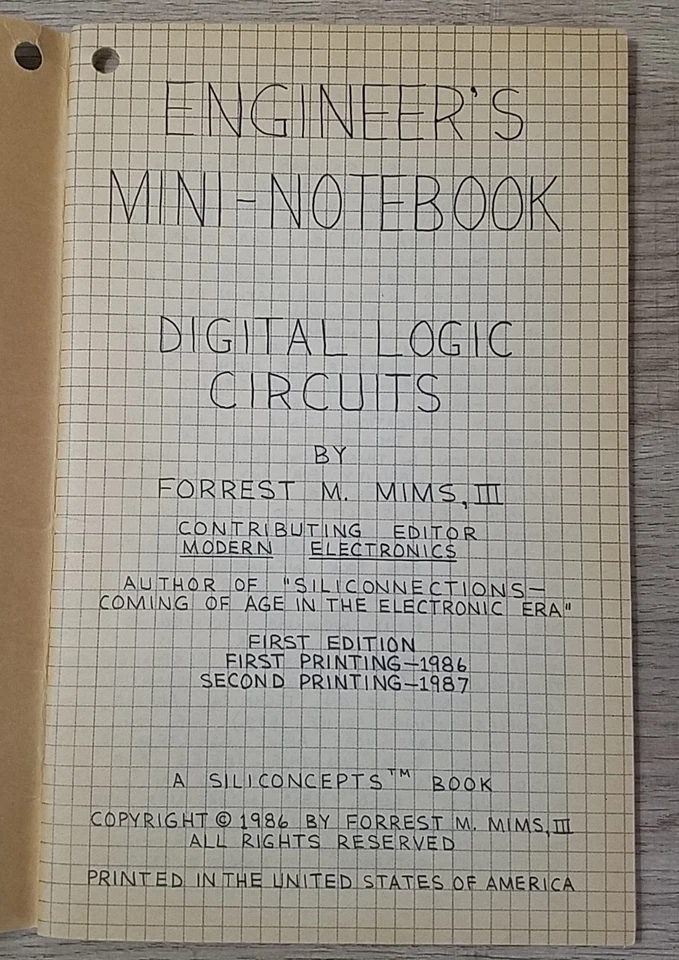 ENGINEER'S
MINI-NOTEBOOK
DIGITAL LOGIC
CIRCUITS
BY
FORREST M. MIMS, III
CONTRIBUTING EDITOR
MODERN ELECTRONICS
AUTHOR OF "SILICONNECTIONS—
COMING OF AGE IN THE ELECTRONIC ERA"
FIRST EDITION
FIRST PRINTING—1986
SECOND PRINTING—1987
A SILICONCEPTS™ BOOK
COPYRIGHT © 1986 BY FORREST M. MIMS, III
ALL RIGHTS RESERVED
PRINTED IN THE UNITED STATES OF AMERICA